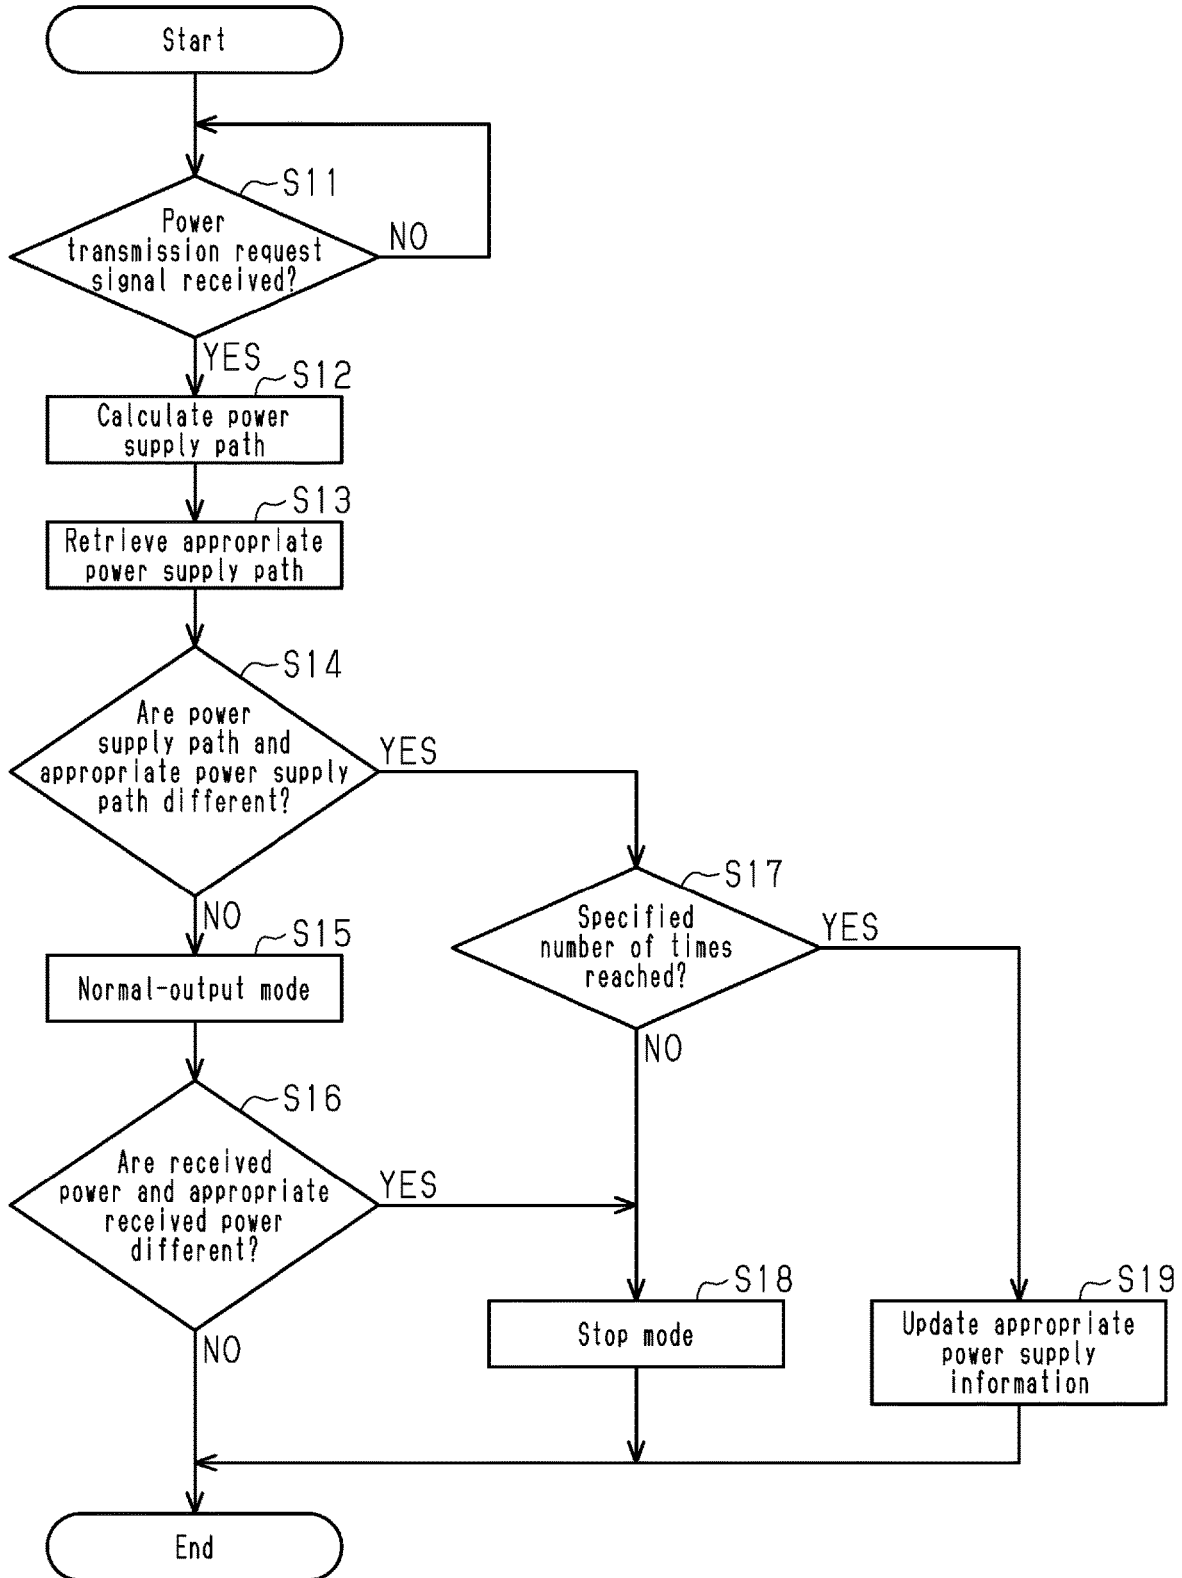 Start
S11
Power
transmission request
signal received?
NO
YES
S12
Calculate power
supply path
S13
Retrieve appropriate
power supply path
S14
Are power
supply path and
appropriate power supply
path different?
YES
NO
S17
Specified
number of times
reached?
YES
NO
S15
Normal-output mode
S16
Are received
power and appropriate
received power
different?
YES
NO
S18
Stop mode
S19
Update appropriate
power supply
information
End